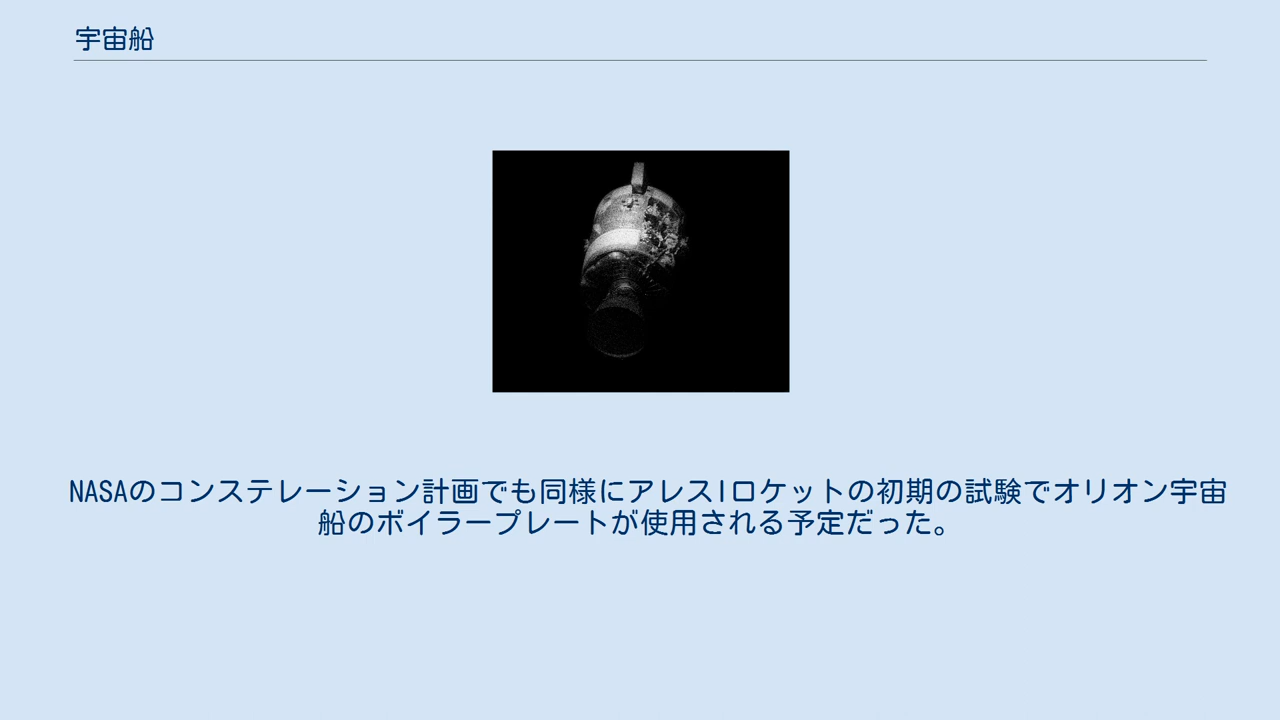 宇宙船
NASAのコンステレーション計画でも同様にアレスIロケットの初期の試験でオリオン宇宙
船のボイラープレートが使用される予定だった。